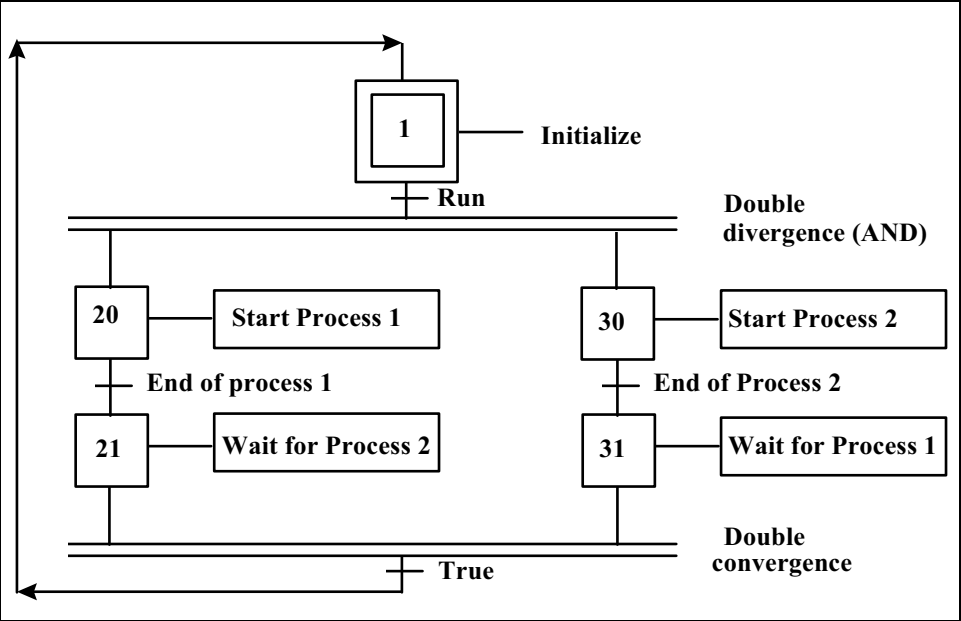 1
Initialize
Run
Double
divergence (AND)
20
Start Process 1
30
Start Process 2
End of process 1
End of Process 2
21
Wait for Process 2
31
Wait for Process 1
Double
convergence
True